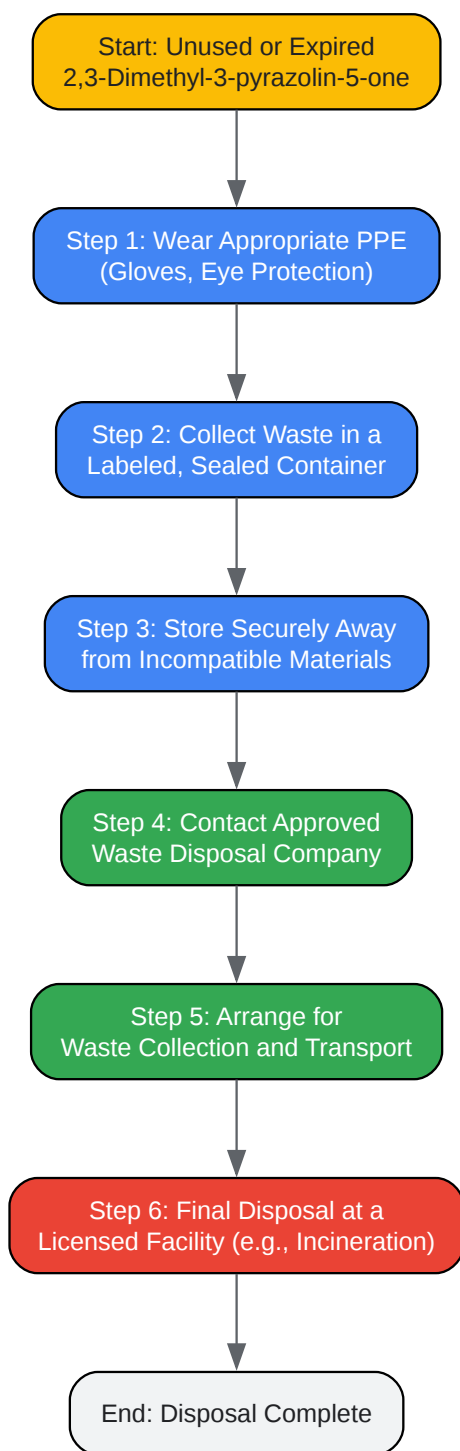 Start: Unused or Expired
2,3-Dimethyl-3-pyrazolin-5-one
Step 1: Wear Appropriate PPE
(Gloves, Eye Protection)
Step 2: Collect Waste in a
Labeled, Sealed Container
Step 3: Store Securely Away
from Incompatible Materials
Step 4: Contact Approved
Waste Disposal Company
Step 5: Arrange for
Waste Collection and Transport
Step 6: Final Disposal at a
Licensed Facility (e.g., Incineration)
End: Disposal Complete